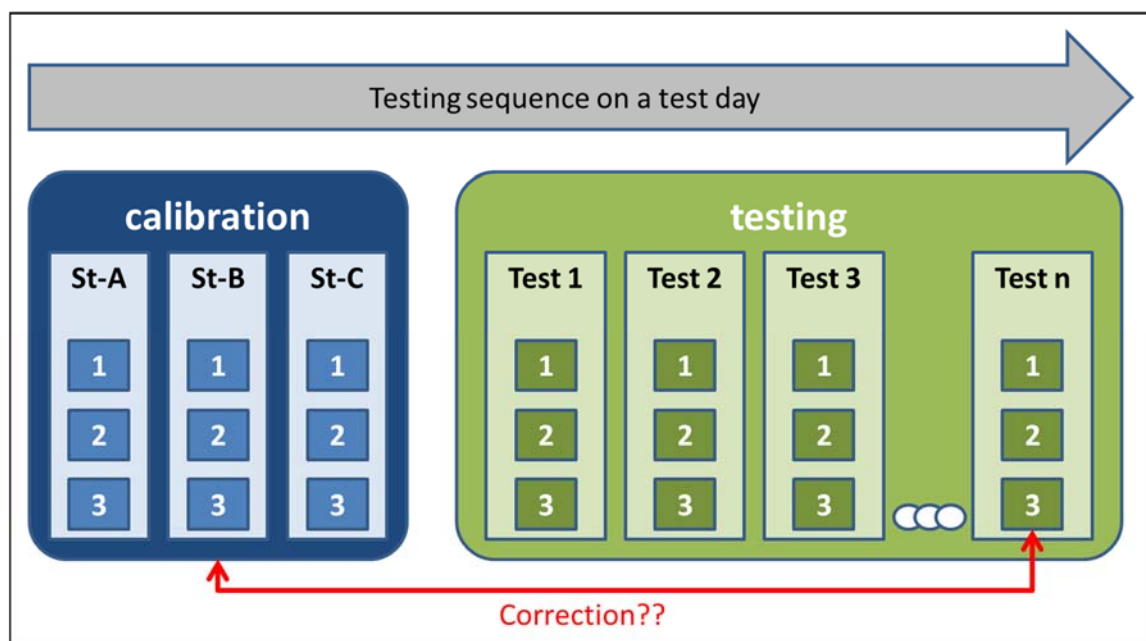 Testing sequence on a test day
calibration
St-A St-B St-C
1 1 1
2 2 2
3 3 3
testing
Test 1 Test 2 Test 3 Test n
1 1 1 1
2 2 2 2
3 3 3 3
Correction??